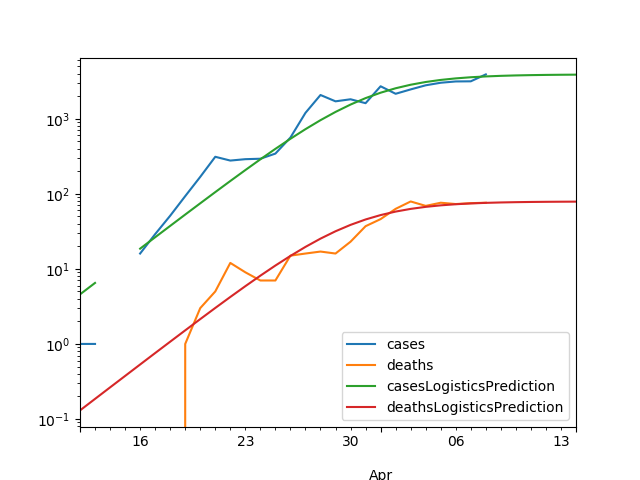 10³
10²
10¹
10⁰
10⁻¹
cases
deaths
casesLogisticsPrediction
deathsLogisticsPrediction
16 23 30 06 13
Apr